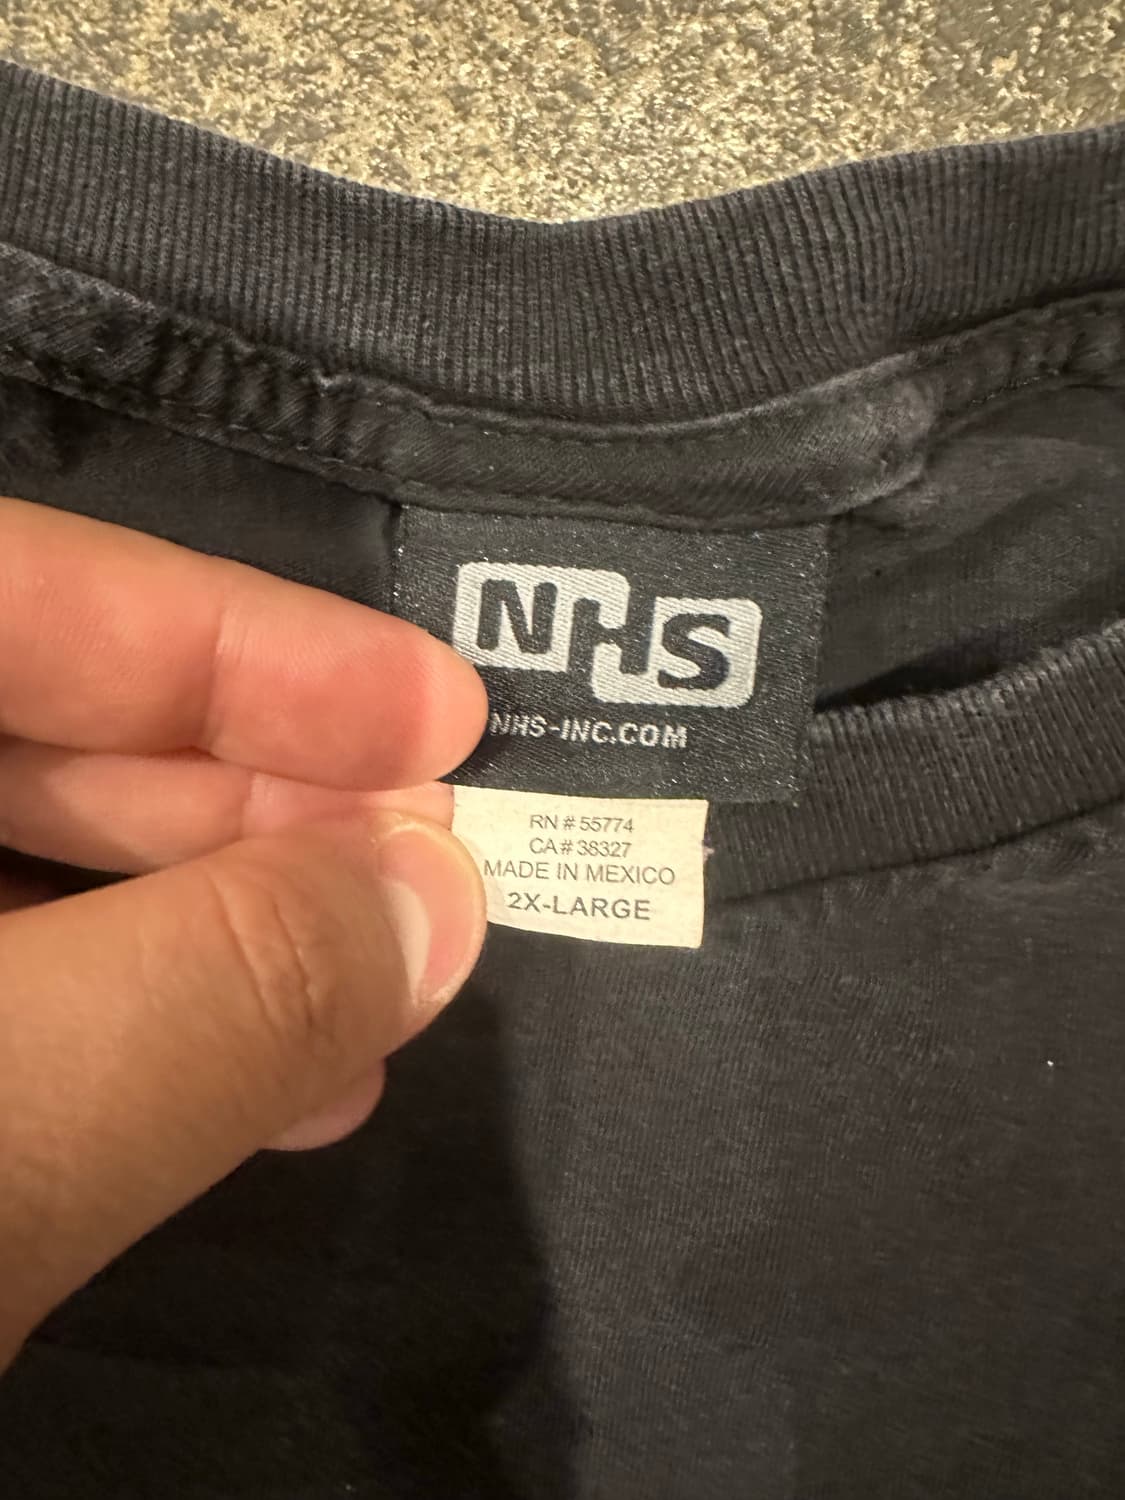 NHS
NHS-INC.COM
RN # 55774
CA # 38327
MADE IN MEXICO
2X-LARGE